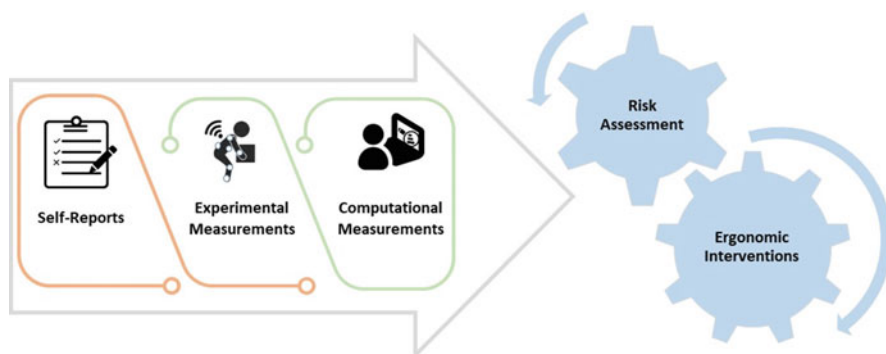 Self-Reports
Experimental
Measurements
Computational
Measurements
Risk
Assessment
Ergonomic
Interventions